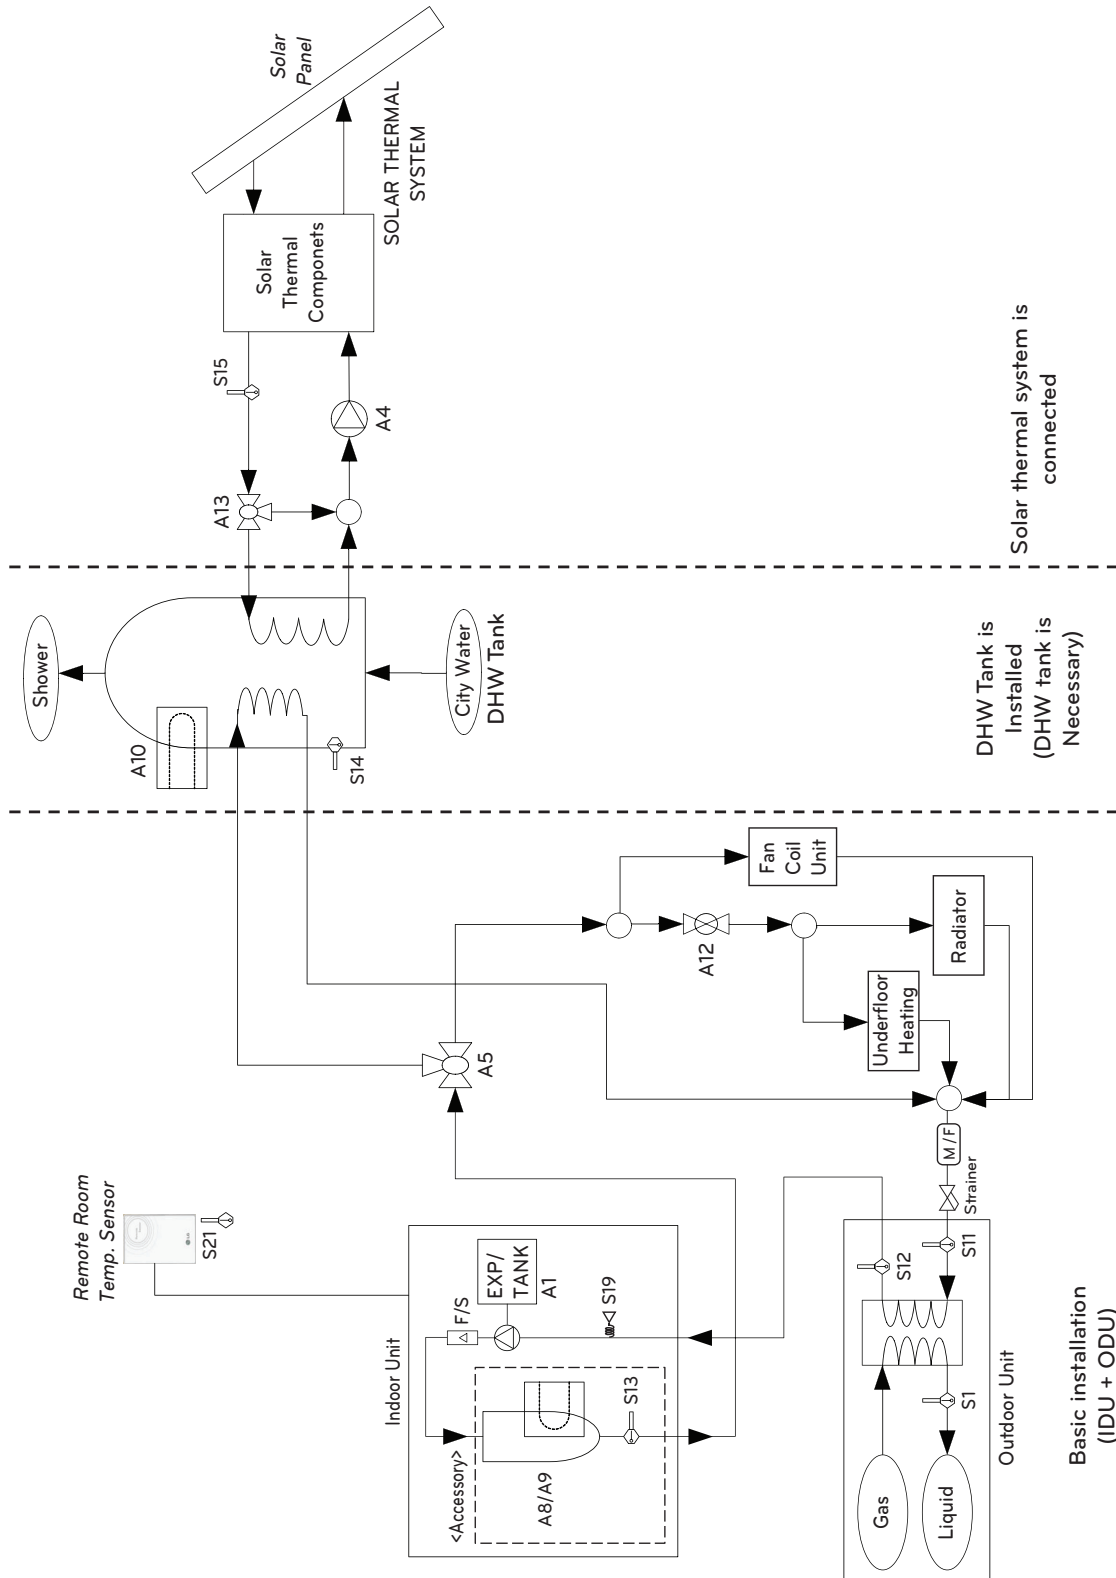 Remote Room
Temp. Sensor
S21
Indoor Unit
<Accessory>
A8/A9
S13
F/S
EXP/
TANK
A1
S19
Gas
Liquid
S1
S12
S11
Outdoor Unit
Strainer
M/F
Basic installation
(IDU + ODU)
A5
A12
Underfloor
Heating
Radiator
Fan
Coil
Unit
Shower
A10
S14
City Water
DHW Tank
DHW Tank is
Installed
(DHW tank is
Necessary)
A13
S15
A4
Solar
Thermal
Componets
Solar
Panel
SOLAR THERMAL
SYSTEM
Solar thermal system is
connected